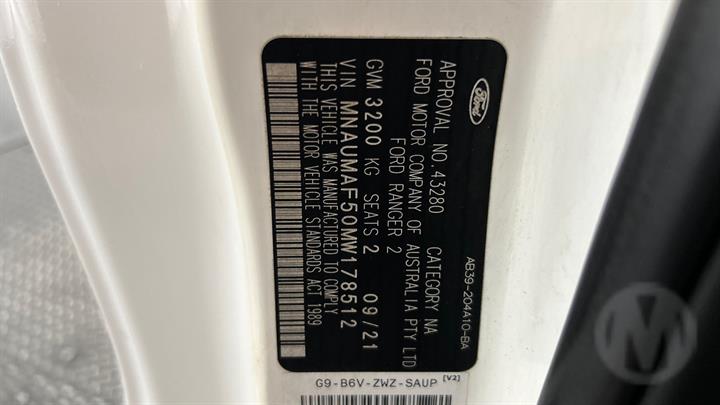 Ford
AB39-204A10-BA
APPROVAL NO. 43280 CATEGORY NA
FORD MOTOR COMPANY OF AUSTRALIA PTY LTD
FORD RANGER 2
GVM 3200 KG SEATS 2 09/21
VIN MNAUMAF50MW178512
THIS VEHICLE WAS MANUFACTURED TO COMPLY
WITH THE MOTOR VEHICLE STANDARDS ACT 1989
[V2]
G9-B6V-ZWZ-SAUP
M